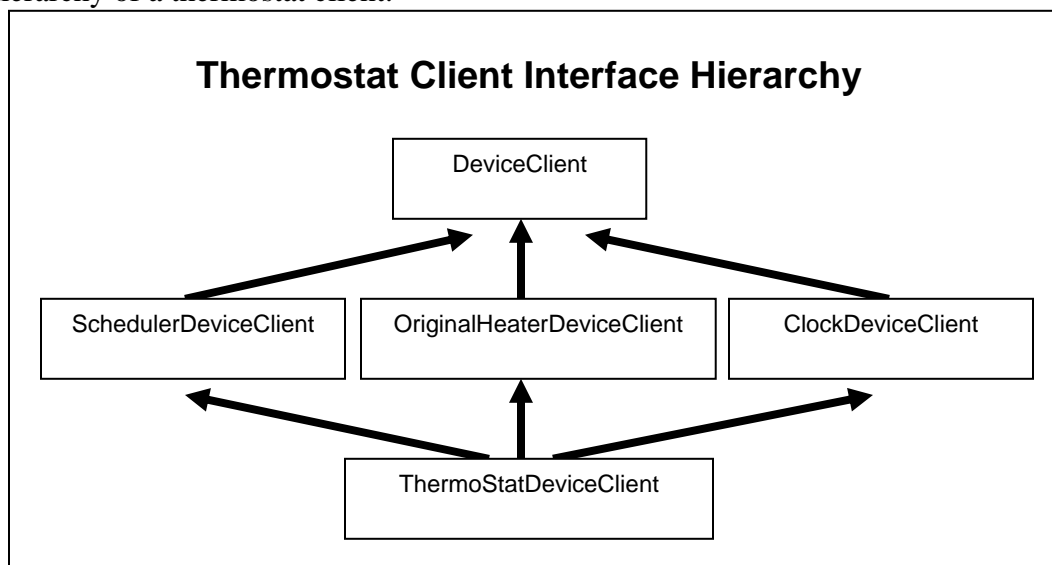 hierarchy of a thermostat client.
Thermostat Client Interface Hierarchy
DeviceClient
SchedulerDeviceClient
OriginalHeaterDeviceClient
ClockDeviceClient
ThermoStatDeviceClient